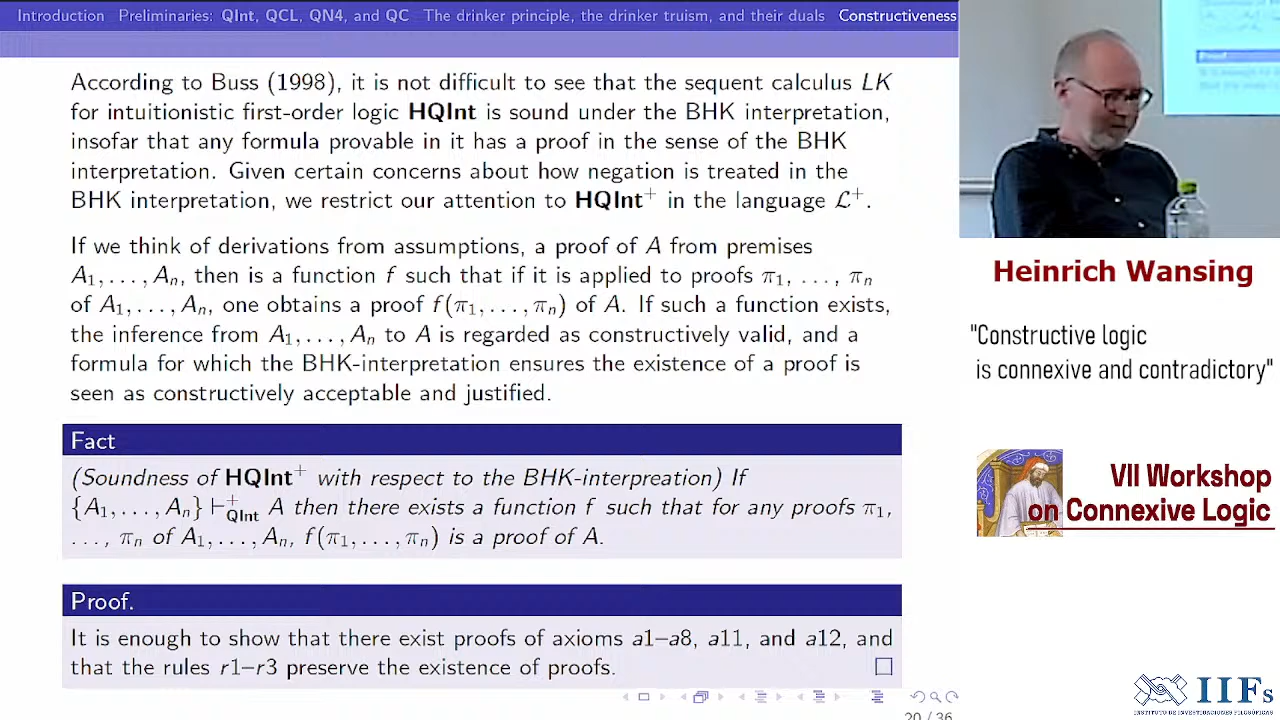 Introduction Preliminaries: QInt, QCL, QN4, and QC The drinker principle, the drinker truism, and their duals Constructiveness
According to Buss (1998), it is not difficult to see that the sequent calculus LK
for intuitionistic first-order logic HQInt is sound under the BHK interpretation,
insofar that any formula provable in it has a proof in the sense of the BHK
interpretation. Given certain concerns about how negation is treated in the
BHK interpretation, we restrict our attention to HQInt⁺ in the language ℒ⁺.
If we think of derivations from assumptions, a proof of A from premises
A₁, . . . , Aₙ, then is a function f such that if it is applied to proofs π₁, . . . , πₙ
of A₁, . . . , Aₙ, one obtains a proof f(π₁, . . . , πₙ) of A. If such a function exists,
the inference from A₁, . . . , Aₙ to A is regarded as constructively valid, and a
formula for which the BHK-interpretation ensures the existence of a proof is
seen as constructively acceptable and justified.
Fact
(Soundness of HQInt⁺ with respect to the BHK-interpreation) If
{A₁, . . . , Aₙ} ⊢⁺QInt A then there exists a function f such that for any proofs π₁,
. . . , πₙ of A₁, . . . , Aₙ, f(π₁, . . . , πₙ) is a proof of A.
Proof.
It is enough to show that there exist proofs of axioms a1–a8, a11, and a12, and
that the rules r1–r3 preserve the existence of proofs. □
20 / 36
Heinrich Wansing
"Constructive logic
is connexive and contradictory"
VII Workshop
on Connexive Logic
IIFs
INSTITUTO DE INVESTIGACIONES FILOSÓFICAS